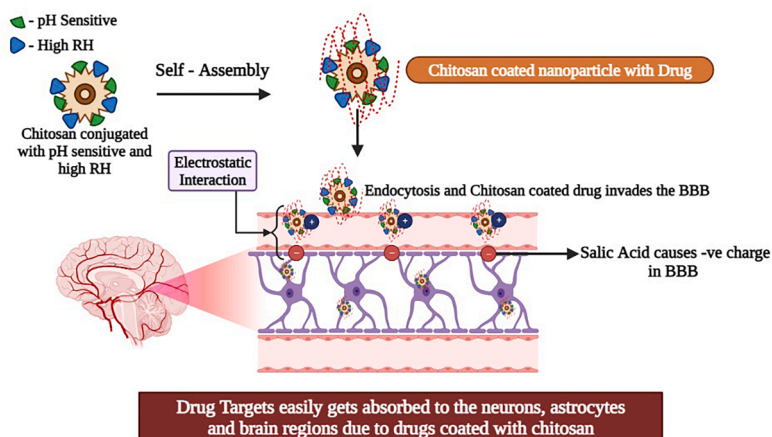 - pH Sensitive
- High RH
Self - Assembly
Chitosan coated nanoparticle with Drug
Chitosan conjugated
with pH sensitive and
high RH
Electrostatic
Interaction
Endocytosis and Chitosan coated drug invades the BBB
+
+
+
-
-
-
Salic Acid causes -ve charge
in BBB
Drug Targets easily gets absorbed to the neurons, astrocytes
and brain regions due to drugs coated with chitosan